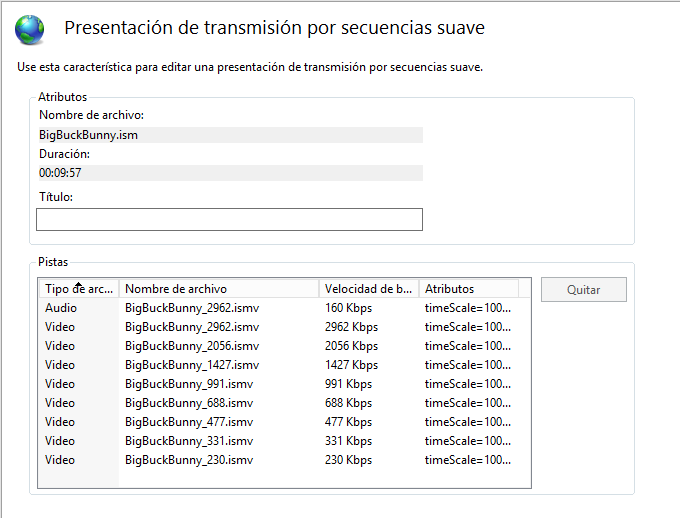 Presentación de transmisión por secuencias suave
Use esta característica para editar una presentación de transmisión por secuencias suave.
Atributos
Nombre de archivo:
BigBuckBunny.ism
Duración:
00:09:57
Título:
Pistas
Tipo de arc... Nombre de archivo Velocidad de b... Atributos
Quitar
Audio BigBuckBunny_2962.ismv 160 Kbps timeScale=100...
Video BigBuckBunny_2962.ismv 2962 Kbps timeScale=100...
Video BigBuckBunny_2056.ismv 2056 Kbps timeScale=100...
Video BigBuckBunny_1427.ismv 1427 Kbps timeScale=100...
Video BigBuckBunny_991.ismv 991 Kbps timeScale=100...
Video BigBuckBunny_688.ismv 688 Kbps timeScale=100...
Video BigBuckBunny_477.ismv 477 Kbps timeScale=100...
Video BigBuckBunny_331.ismv 331 Kbps timeScale=100...
Video BigBuckBunny_230.ismv 230 Kbps timeScale=100...